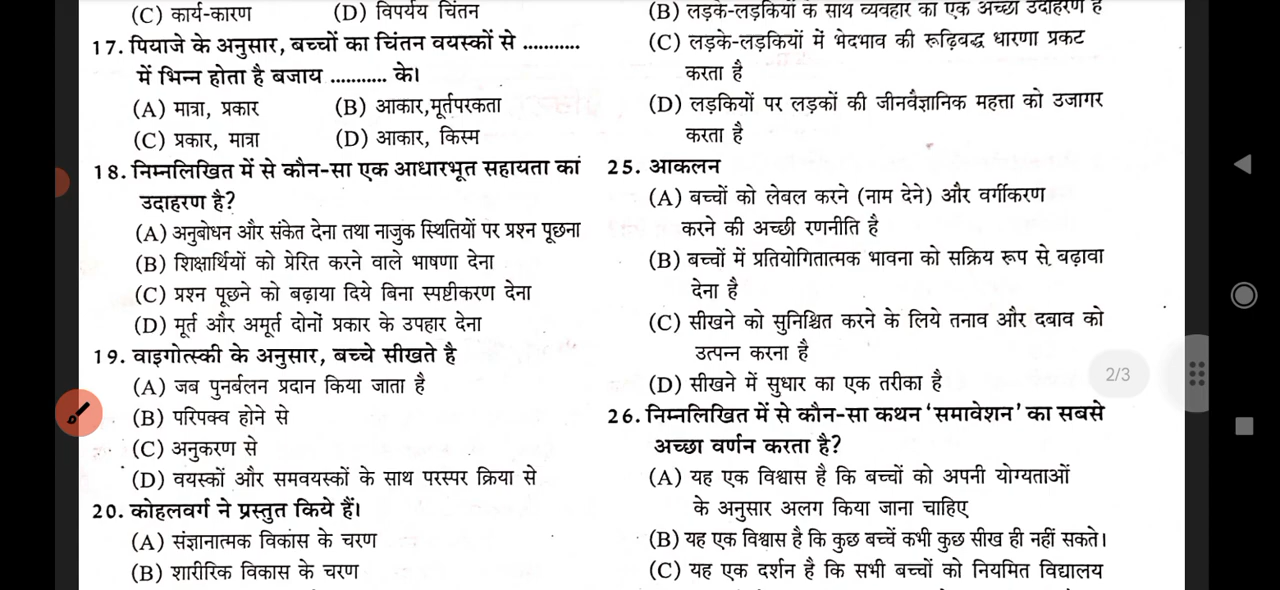 (C) कार्य-कारण (D) विपर्यय चिंतन
17. पियाजे के अनुसार, बच्चों का चिंतन वयस्कों से ...........
में भिन्न होता है बजाय ........... के।
(A) मात्रा, प्रकार (B) आकार,मूर्तपरकता
(C) प्रकार, मात्रा (D) आकार, किस्म
18. निम्नलिखित में से कौन-सा एक आधारभूत सहायता कां
उदाहरण है?
(A) अनुबोधन और संकेत देना तथा नाजुक स्थितियों पर प्रश्न पूछना
(B) शिक्षार्थियों को प्रेरित करने वाले भाषणा देना
(C) प्रश्न पूछने को बढ़ाया दिये बिना स्पष्टीकरण देना
(D) मूर्त और अमूर्त दोनों प्रकार के उपहार देना
19. वाइगोत्स्की के अनुसार, बच्चे सीखते है
(A) जब पुनर्बलन प्रदान किया जाता है
(B) परिपक्व होने से
(C) अनुकरण से
(D) वयस्कों और समवयस्कों के साथ परस्पर क्रिया से
20. कोहलवर्ग ने प्रस्तुत किये हैं।
(A) संज्ञानात्मक विकास के चरण
(B) शारीरिक विकास के चरण
(B) लड़के-लड़कियों के साथ व्यवहार का एक अच्छा उदाहरण है
(C) लड़के-लड़कियों में भेदभाव की रूढ़िवद्ध धारणा प्रकट
करता है
(D) लड़कियों पर लड़कों की जीनवैज्ञानिक महत्ता को उजागर
करता है
25. आकलन
(A) बच्चों को लेबल करने (नाम देने) और वर्गीकरण
करने की अच्छी रणनीति है
(B) बच्चों में प्रतियोगितात्मक भावना को सक्रिय रूप से बढ़ावा
देना है
(C) सीखने को सुनिश्चित करने के लिये तनाव और दबाव को
उत्पन्न करना है
(D) सीखने में सुधार का एक तरीका है
26. निम्नलिखित में से कौन-सा कथन 'समावेशन' का सबसे
अच्छा वर्णन करता है?
(A) यह एक विश्वास है कि बच्चों को अपनी योग्यताओं
के अनुसार अलग किया जाना चाहिए
(B) यह एक विश्वास है कि कुछ बच्चें कभी कुछ सीख ही नहीं सकते।
(C) यह एक दर्शन है कि सभी बच्चों को नियमित विद्यालय
2/3